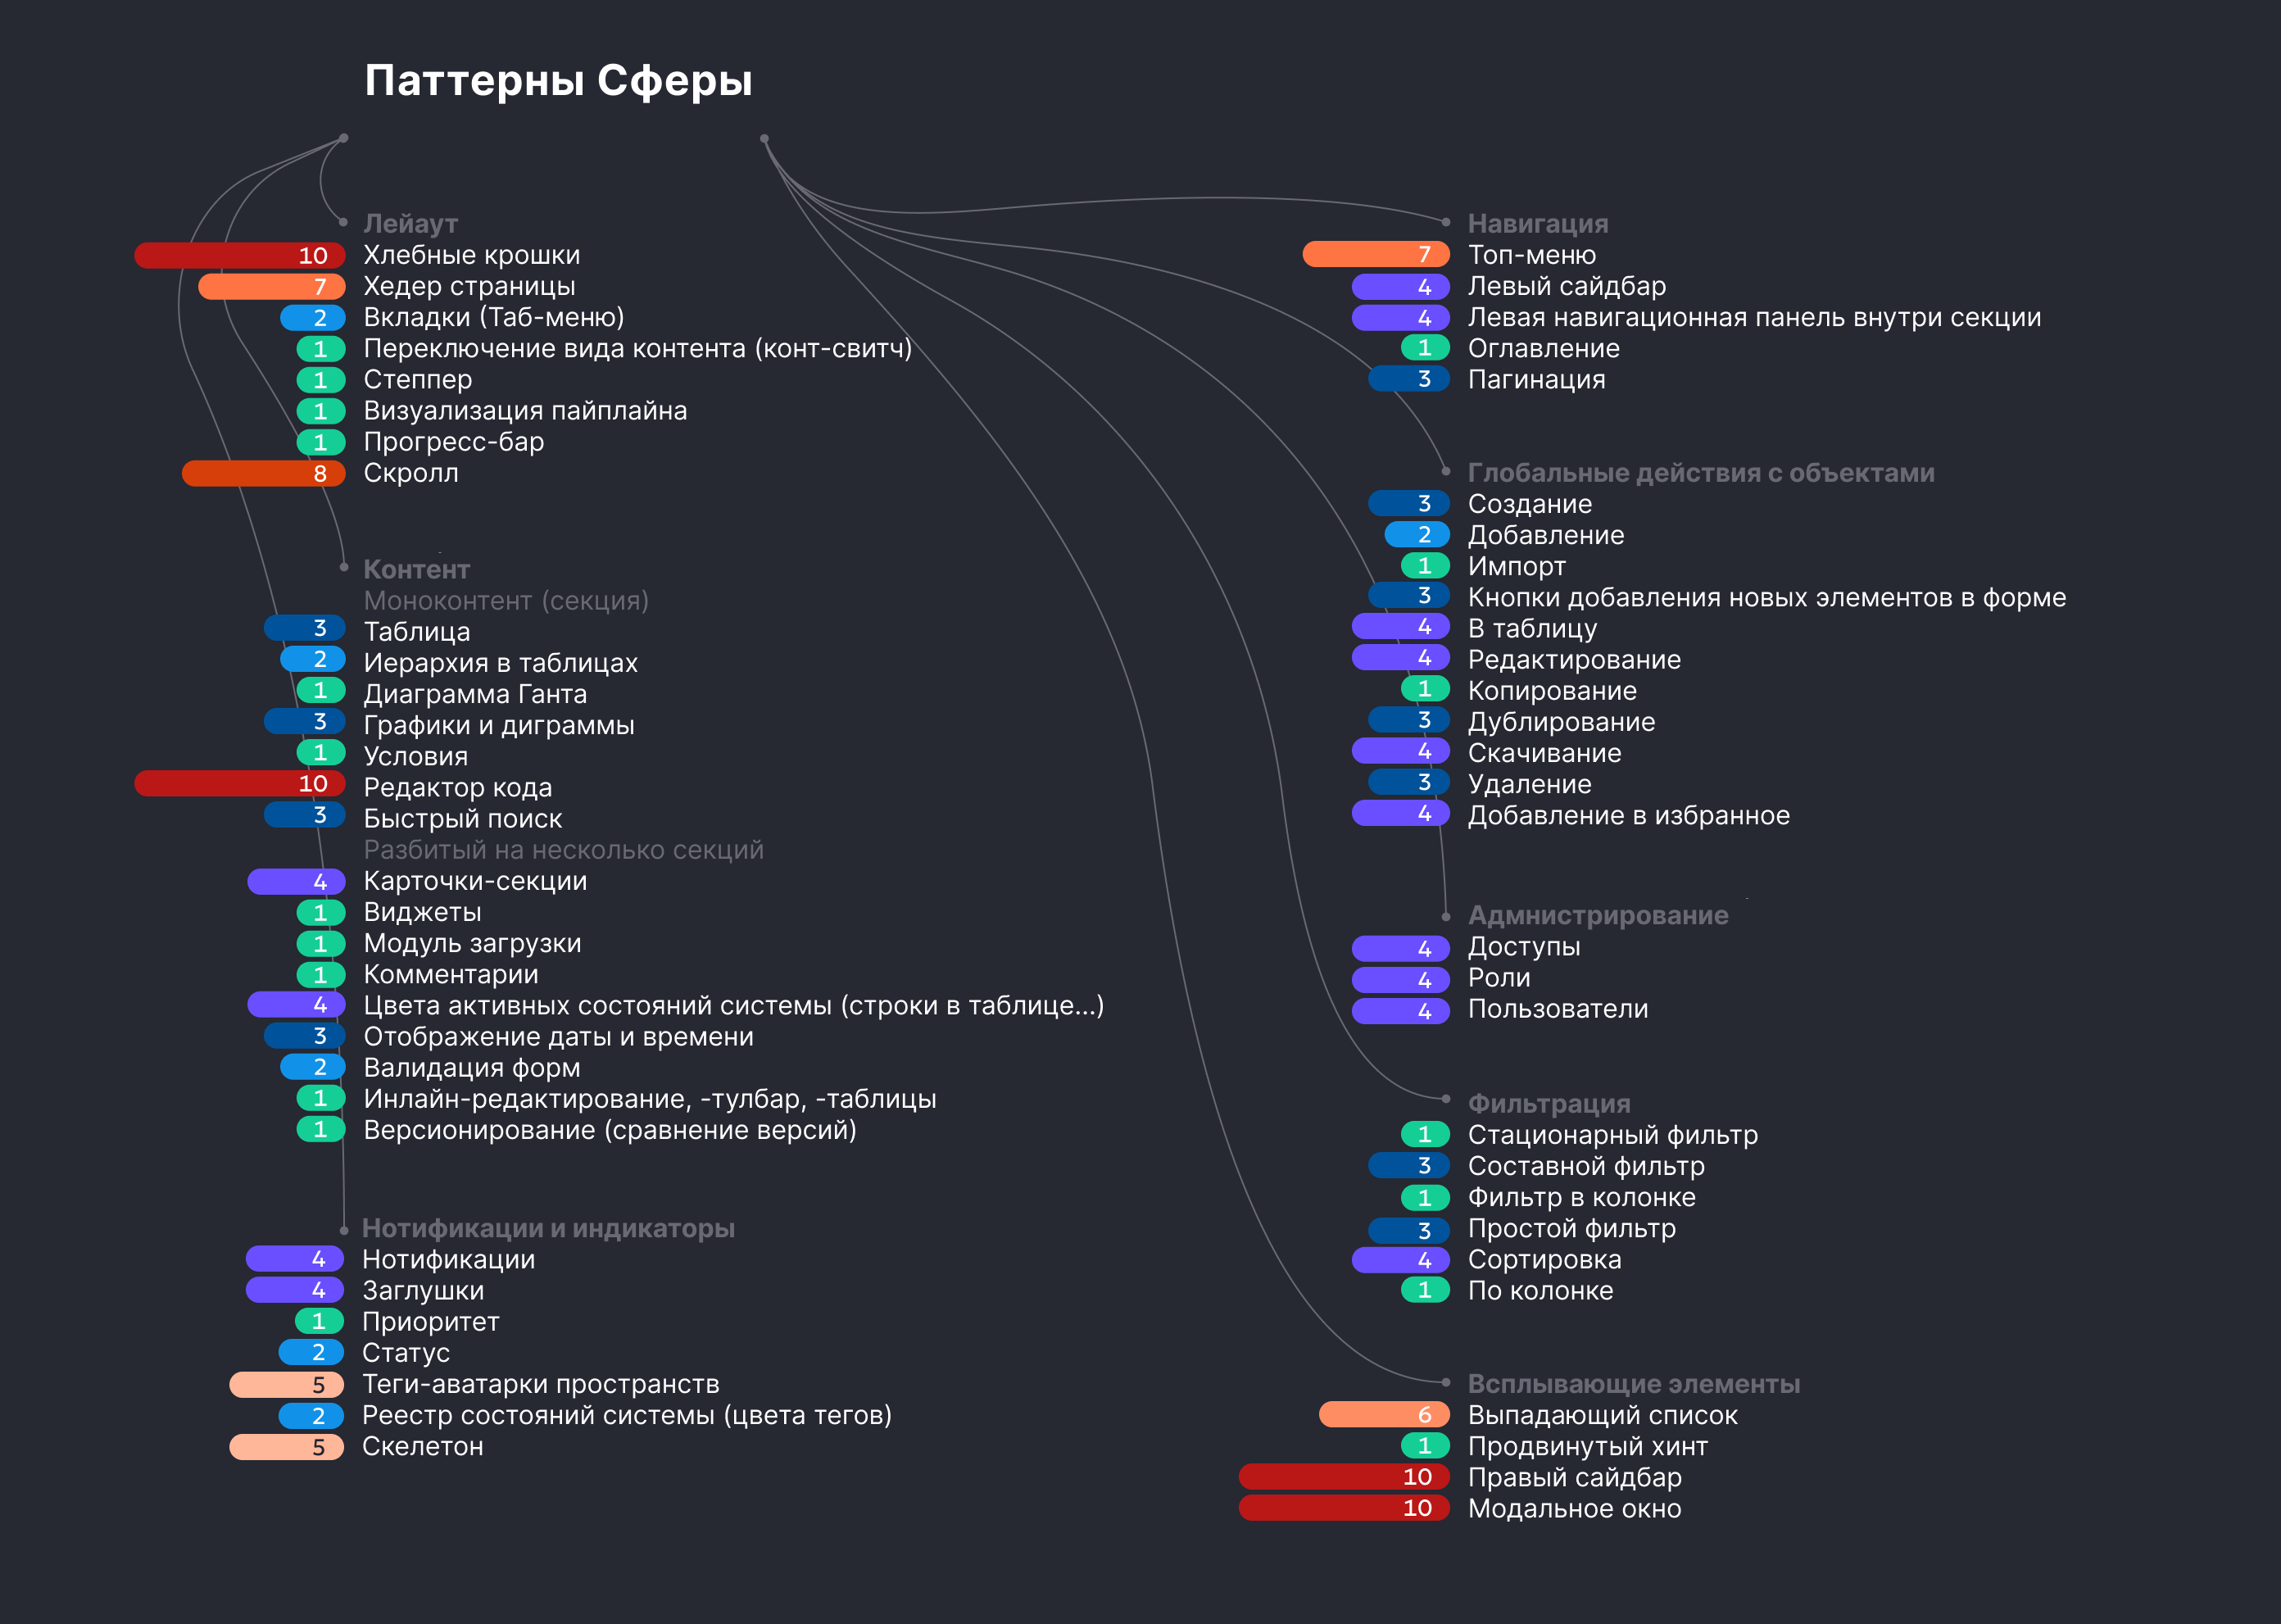 Паттерны Сферы
Лейаут
10 Хлебные крошки
7 Хедер страницы
2 Вкладки (Таб-меню)
1 Переключение вида контента (конт-свитч)
1 Степпер
1 Визуализация пайплайна
1 Прогресс-бар
8 Скролл
Контент
Моноконтент (секция)
3 Таблица
2 Иерархия в таблицах
1 Диаграмма Ганта
3 Графики и диграммы
1 Условия
10 Редактор кода
3 Быстрый поиск
Разбитый на несколько секций
4 Карточки-секции
1 Виджеты
1 Модуль загрузки
1 Комментарии
4 Цвета активных состояний системы (строки в таблице...)
3 Отображение даты и времени
2 Валидация форм
1 Инлайн-редактирование, -тулбар, -таблицы
1 Версионирование (сравнение версий)
Нотификации и индикаторы
4 Нотификации
4 Заглушки
1 Приоритет
2 Статус
5 Теги-аватарки пространств
2 Реестр состояний системы (цвета тегов)
5 Скелетон
Навигация
7 Топ-меню
4 Левый сайдбар
4 Левая навигационная панель внутри секции
1 Оглавление
3 Пагинация
Глобальные действия с объектами
3 Создание
2 Добавление
1 Импорт
3 Кнопки добавления новых элементов в форме
4 В таблицу
4 Редактирование
1 Копирование
3 Дублирование
4 Скачивание
3 Удаление
4 Добавление в избранное
Адмнистрирование
4 Доступы
4 Роли
4 Пользователи
Фильтрация
1 Стационарный фильтр
3 Составной фильтр
1 Фильтр в колонке
3 Простой фильтр
4 Сортировка
1 По колонке
Всплывающие элементы
6 Выпадающий список
1 Продвинутый хинт
10 Правый сайдбар
10 Модальное окно